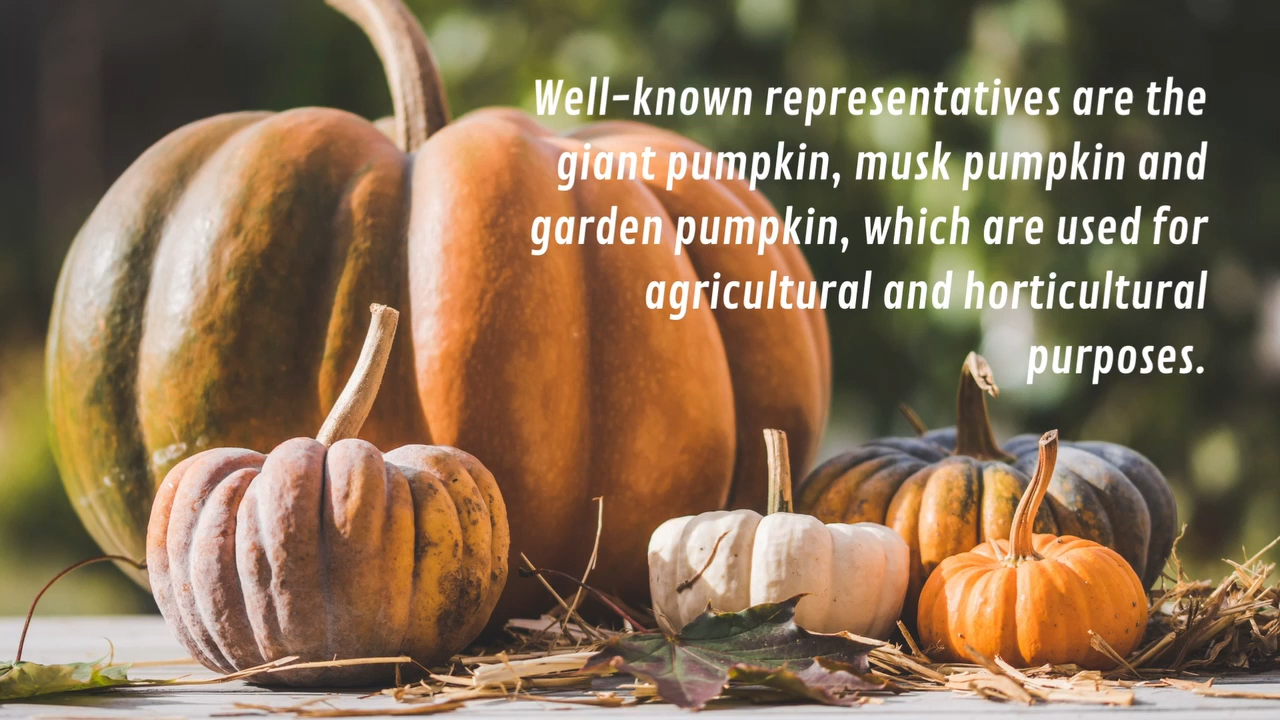 Well-known representatives are the
giant pumpkin, musk pumpkin and
garden pumpkin, which are used for
agricultural and horticultural
purposes.